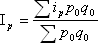 I_p = ∑ i_p p_0 q_0 / ∑ p_0 q_0